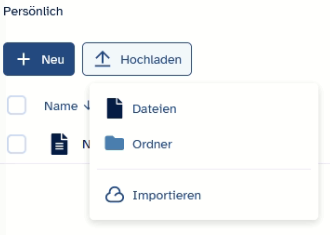 Persönlich
Neu
Hochladen
Name
Dateien
N
Ordner
Importieren